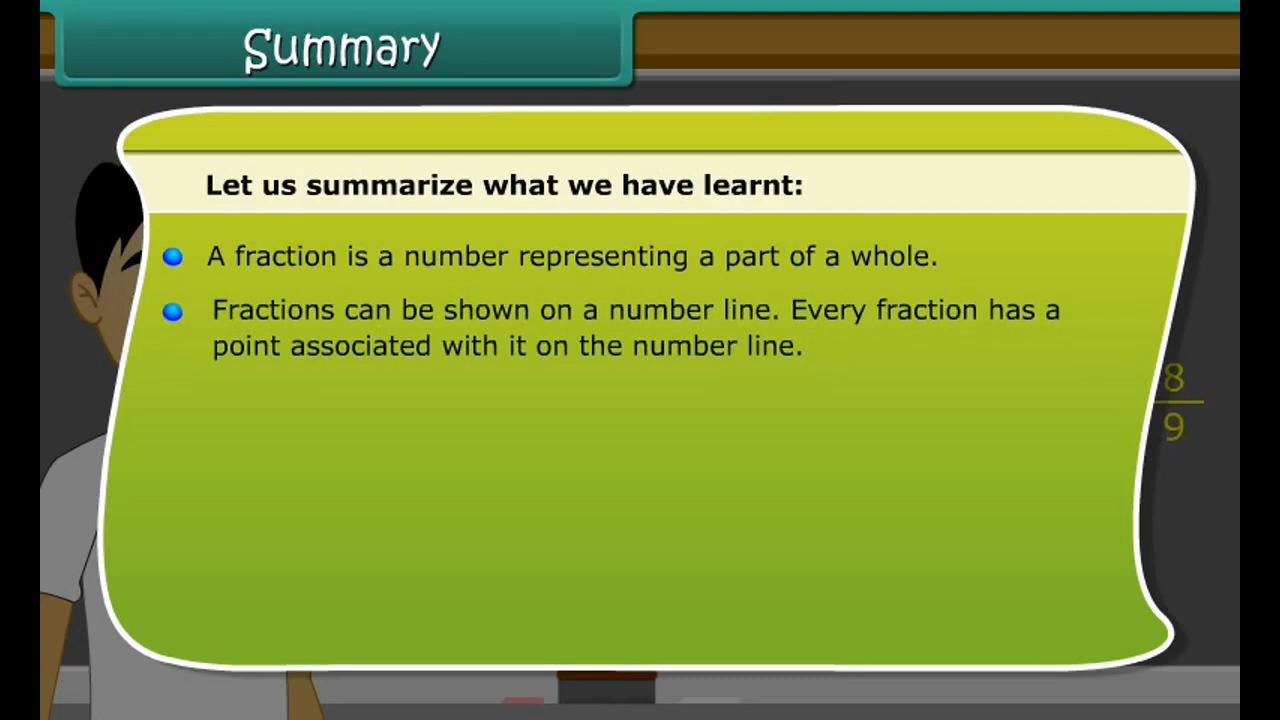 Summary
Let us summarize what we have learnt:
A fraction is a number representing a part of a whole.
Fractions can be shown on a number line. Every fraction has a
point associated with it on the number line.
8
9